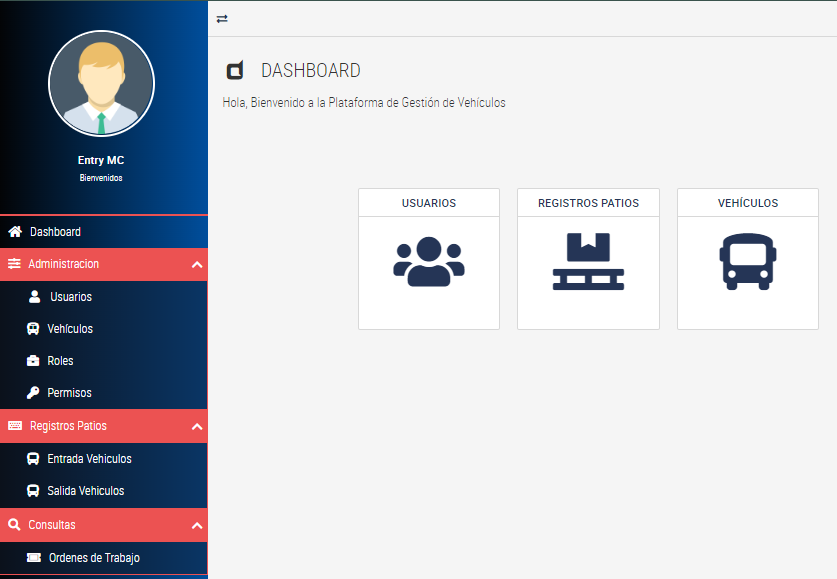 Entry MC
Bienvenidos
Dashboard
Administracion
Usuarios
Vehículos
Roles
Permisos
Registros Patios
Entrada Vehiculos
Salida Vehiculos
Consultas
Ordenes de Trabajo
DASHBOARD
Hola, Bienvenido a la Plataforma de Gestión de Vehículos
USUARIOS
REGISTROS PATIOS
VEHÍCULOS